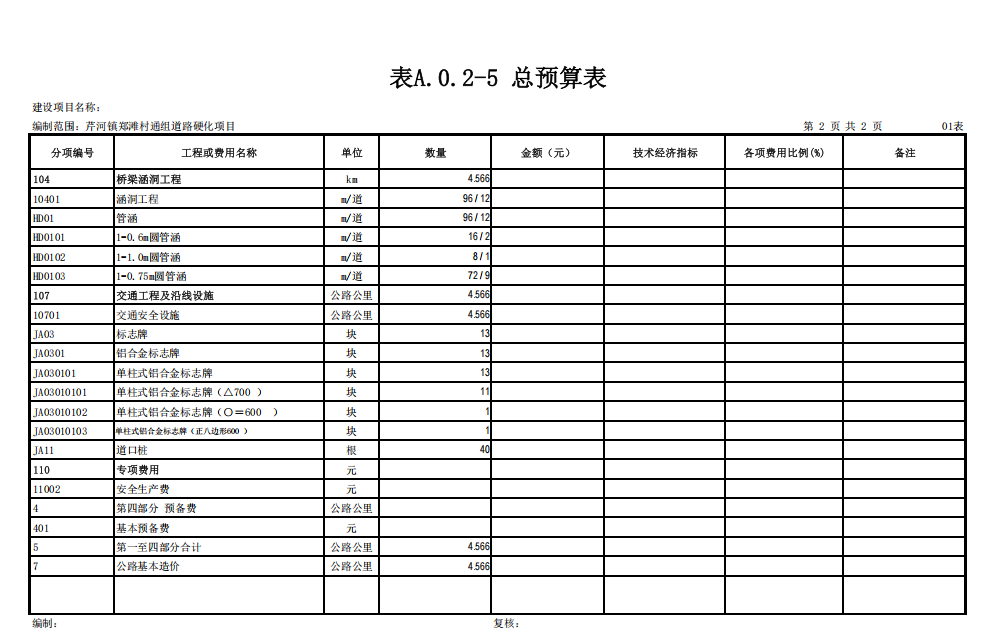 表A.0.2-5 总预算表
建设项目名称:
编制范围: 芹河镇郑滩村通组道路硬化项目 第 2 页 共 2 页 01表
分项编号 工程或费用名称 单位 数量 金额（元） 技术经济指标 各项费用比例(%) 备注
104 桥梁涵洞工程 km 4.566
10401 涵洞工程 m/道 96 / 12
HD01 管涵 m/道 96 / 12
HD0101 1-0.6m圆管涵 m/道 16 / 2
HD0102 1-1.0m圆管涵 m/道 8 / 1
HD0103 1-0.75m圆管涵 m/道 72 / 9
107 交通工程及沿线设施 公路公里 4.566
10701 交通安全设施 公路公里 4.566
JA03 标志牌 块 13
JA0301 铝合金标志牌 块 13
JA030101 单柱式铝合金标志牌 块 13
JA03010101 单柱式铝合金标志牌（△700 ） 块 11
JA03010102 单柱式铝合金标志牌（○＝600 ） 块 1
JA03010103 单柱式铝合金标志牌（正八边形600 ） 块 1
JA11 道口桩 根 40
110 专项费用 元
11002 安全生产费 元
4 第四部分 预备费 公路公里
401 基本预备费 元
5 第一至四部分合计 公路公里 4.566
7 公路基本造价 公路公里 4.566
编制: 复核: